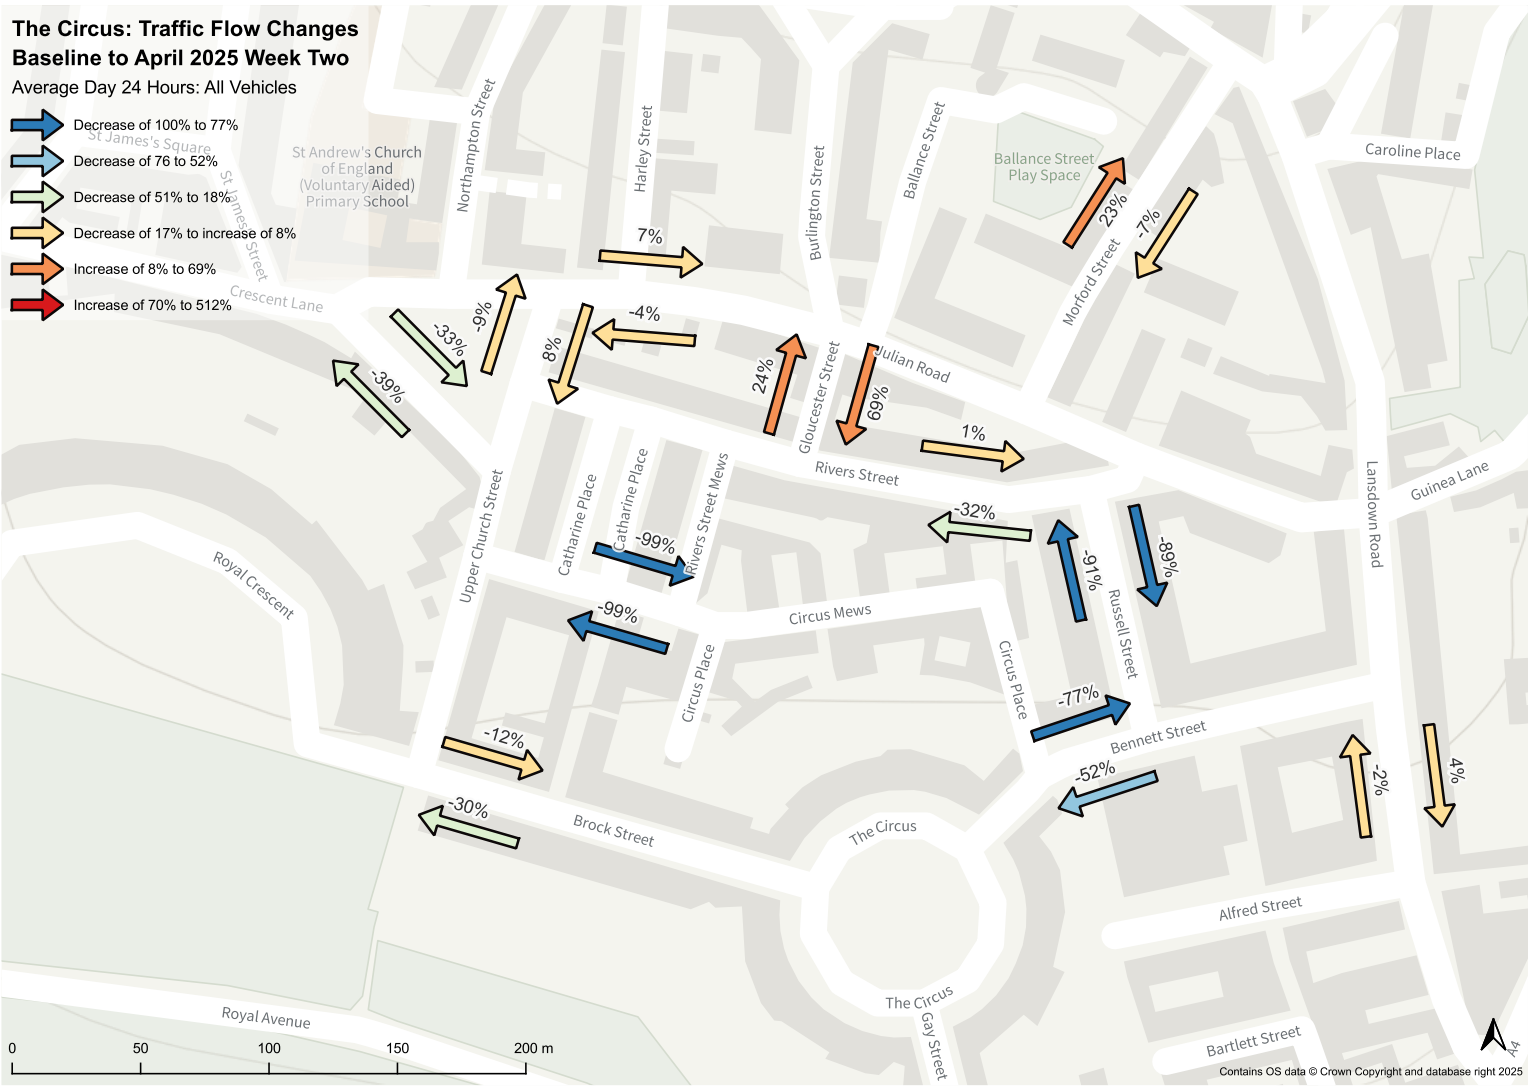 The Circus: Traffic Flow Changes
Baseline to April 2025 Week Two
Average Day 24 Hours: All Vehicles
Decrease of 100% to 77%
Decrease of 76 to 52%
Decrease of 51% to 18%
Decrease of 17% to increase of 8%
Increase of 8% to 69%
Increase of 70% to 512%
St James's Square
St James's Street
Crescent Lane
St Andrew's Church
of England
(Voluntary Aided)
Primary School
Northampton Street
Harley Street
Burlington Street
Ballance Street
Ballance Street
Play Space
Morford Street
Caroline Place
23%
-7%
7%
-4%
-9%
8%
-33%
-39%
24%
Gloucester Street
69%
Julian Road
1%
Rivers Street
-32%
Lansdown Road
Guinea Lane
Upper Church Street
Catharine Place
Catharine Place
Rivers Street Mews
-99%
-99%
-91%
-89%
Russell Street
Royal Crescent
Circus Mews
Circus Place
Circus Place
-77%
Bennett Street
-52%
-12%
-30%
Brock Street
-2%
4%
The Circus
The Circus
Gay Street
Alfred Street
Bartlett Street
Royal Avenue
A4
0 50 100 150 200 m
Contains OS data © Crown Copyright and database right 2025